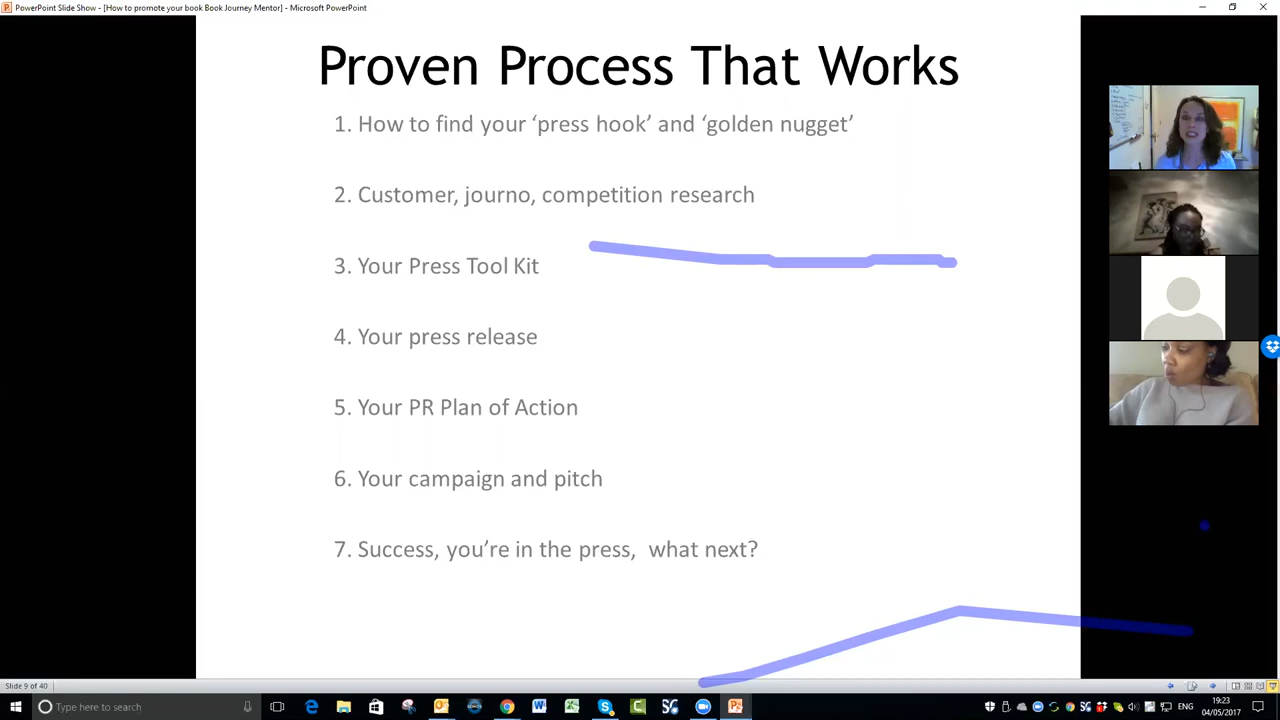 PowerPoint Slide Show - [How to promote your book Book Journey Mentor] - Microsoft PowerPoint
Proven Process That Works
1. How to find your ‘press hook’ and ‘golden nugget’
2. Customer, journo, competition research
3. Your Press Tool Kit
4. Your press release
5. Your PR Plan of Action
6. Your campaign and pitch
7. Success, you’re in the press,  what next?
Slide 9 of 40
Type here to search
ENG
19:23
04/05/2017